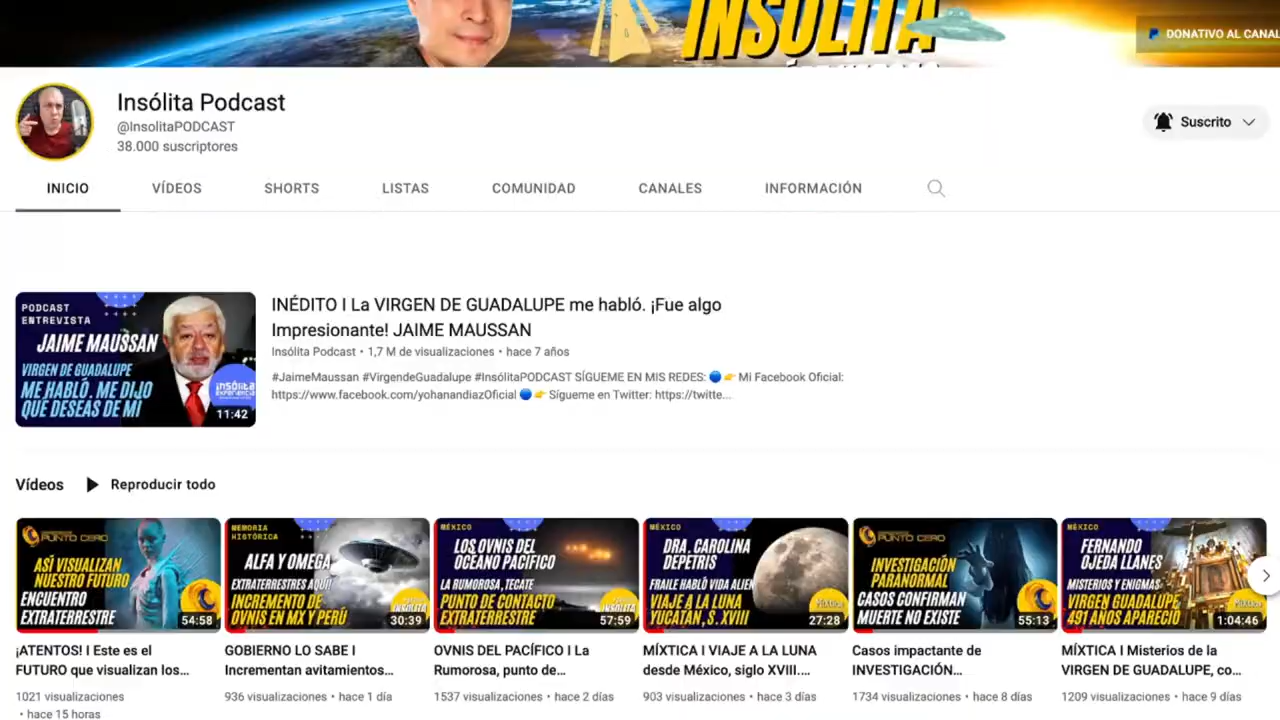 INSÓLITA
DONATIVO AL CANAL
Insólita Podcast
@InsolitaPODCAST
38.000 suscriptores
Suscrito
INICIO
VÍDEOS
SHORTS
LISTAS
COMUNIDAD
CANALES
INFORMACIÓN
PODCAST
ENTREVISTA
JAIME MAUSSAN
VIRGEN DE GUADALUPE
ME HABLÓ. ME DIJO
QUÉ DESEAS DE MÍ
INSÓLITA
Experiencia
11:42
INÉDITO I La VIRGEN DE GUADALUPE me habló. ¡Fue algo
Impresionante! JAIME MAUSSAN
Insólita Podcast • 1,7 M de visualizaciones • hace 7 años
#JaimeMaussan #VirgendeGuadalupe #InsólitaPODCAST SÍGUEME EN MIS REDES: 🔵 👉 Mi Facebook Oficial:
https://www.facebook.com/yohanandiazOficial 🔵 👉 Sígueme en Twitter: https://twitte...
Vídeos
Reproducir todo
PUNTO CERO
ASÍ VISUALIZAN
NUESTRO FUTURO
ENCUENTRO
EXTRATERRESTRE
54:58
MEMORIA
HISTÓRICA
ALFA Y OMEGA
EXTRATERRESTRES AQUÍ
INCREMENTO DE
OVNIS EN MX Y PERÚ
INSÓLITA
30:39
MÉXICO
LOS OVNIS DEL
OCÉANO PACÍFICO
LA RUMOROSA, TECATE
PUNTO DE CONTACTO
EXTRATERRESTRE
INSÓLITA
57:59
MÉXICO
DRA. CAROLINA
DEPETRIS
FRAILE HABLÓ VIDA ALIEN
VIAJE A LA LUNA
YUCATÁN, S. XVIII
MíXtica
27:28
PUNTO CERO
INVESTIGACIÓN
PARANORMAL
CASOS CONFIRMAN
MUERTE NO EXISTE
55:13
MÉXICO
FERNANDO
OJEDA LLANES
MISTERIOS Y ENIGMAS
VIRGEN GUADALUPE
491 AÑOS APARECIÓ
MíXtica
1:04:46
¡ATENTOS! I Este es el
FUTURO que visualizan los...
1021 visualizaciones
• hace 15 horas
GOBIERNO LO SABE I
Incrementan avitamientos...
936 visualizaciones • hace 1 día
OVNIS DEL PACÍFICO I La
Rumorosa, punto de...
1537 visualizaciones • hace 2 días
MÍXTICA I VIAJE A LA LUNA
desde México, siglo XVIII....
903 visualizaciones • hace 3 días
Casos impactante de
INVESTIGACIÓN...
1734 visualizaciones • hace 8 días
MÍXTICA I Misterios de la
VIRGEN DE GUADALUPE, co...
1209 visualizaciones • hace 9 días